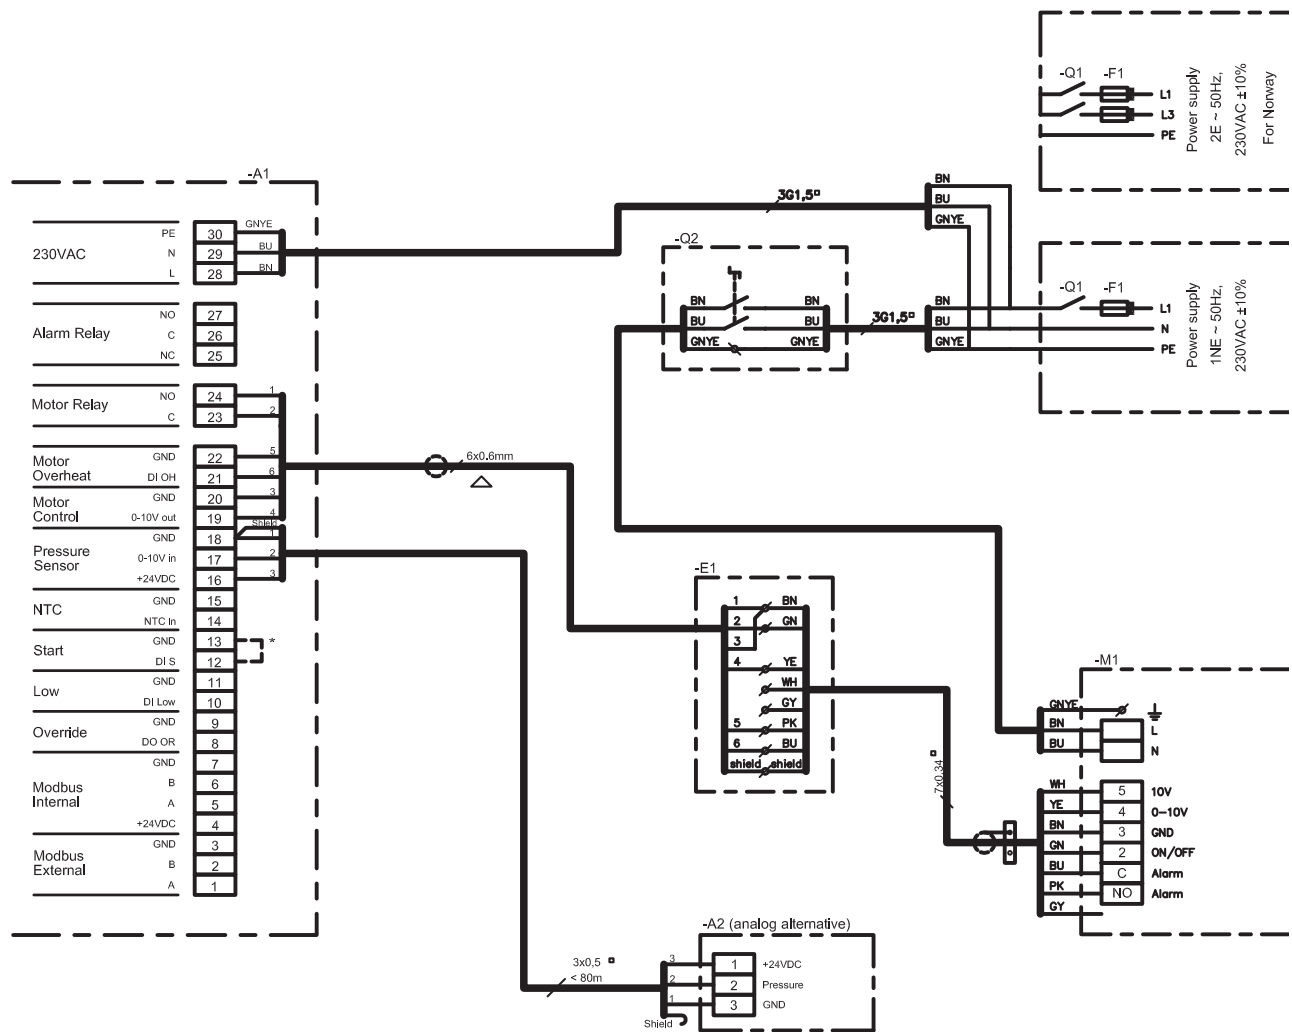 -Q1 -F1
L1
L3
PE
Power supply
2E ~ 50Hz,
230VAC ±10%
For Norway
-A1
230VAC
PE 30 GNYE
N 29 BU
L 28 BN
Alarm Relay
NO 27
C 26
NC 25
Motor Relay
NO 24 1
C 23 2
Motor
Overheat
GND 22 5
DI OH 21 6
Motor
Control
GND 20 3
0-10V out 19 4
Shield
Pressure
Sensor
GND 18 1
0-10V in 17 2
+24VDC 16 3
NTC
GND 15
NTC In 14
Start
GND 13 *
DI S 12
Low
GND 11
DI Low 10
Override
GND 9
DO OR 8
Modbus
Internal
GND 7
B 6
A 5
+24VDC 4
Modbus
External
GND 3
B 2
A 1
3G1,5
BN
BU
GNYE
-Q2
BN BN
BU BU
GNYE GNYE
3G1,5
BN
BU
GNYE
-Q1 -F1
L1
N
PE
Power supply
1NE ~ 50Hz,
230VAC ±10%
6x0.6mm
-E1
1 BN
2 GN
3
4 YE
WH
GY
5 PK
6 BU
shield shield
7x0,34
-M1
GNYE
BN L
BU N
WH 5 10V
YE 4 0-10V
BN 3 GND
GN 2 ON/OFF
BU C Alarm
PK NO Alarm
GY
-A2 (analog alternative)
3x0,5
< 80m
3 1 +24VDC
2 2 Pressure
1 3 GND
Shield